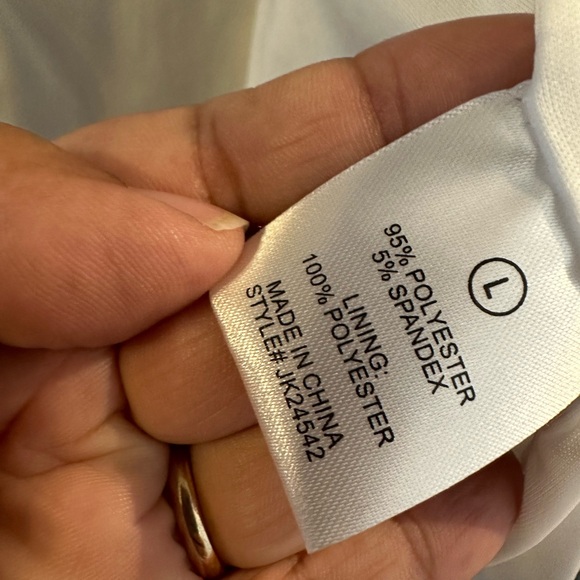 L
95% POLYESTER
5% SPANDEX
LINING:
100% POLYESTER
MADE IN CHINA
STYLE# JK24542